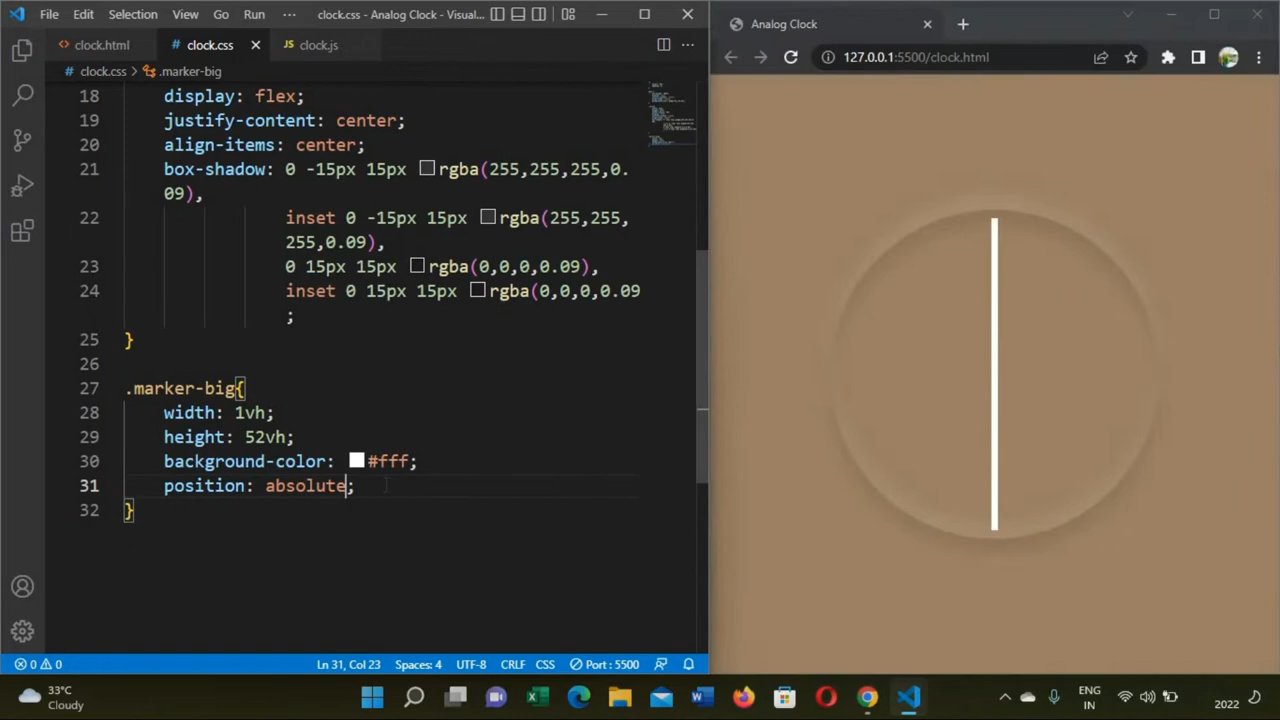 File Edit Selection View Go Run ··· clock.css - Analog Clock - Visual...
clock.html clock.css clock.js
clock.css > .marker-big
18 display: flex;
19 justify-content: center;
20 align-items: center;
21 box-shadow: 0 -15px 15px rgba(255,255,255,0.
09),
22 inset 0 -15px 15px rgba(255,255,
255,0.09),
23 0 15px 15px rgba(0,0,0,0.09),
24 inset 0 15px 15px rgba(0,0,0,0.09
;
25 }
26
27 .marker-big{
28 width: 1vh;
29 height: 52vh;
30 background-color: #fff;
31 position: absolute;
32 }
0 0 Ln 31, Col 23 Spaces: 4 UTF-8 CRLF CSS Port : 5500
Analog Clock
127.0.0.1:5500/clock.html
33°C
Cloudy
ENG
IN
2022